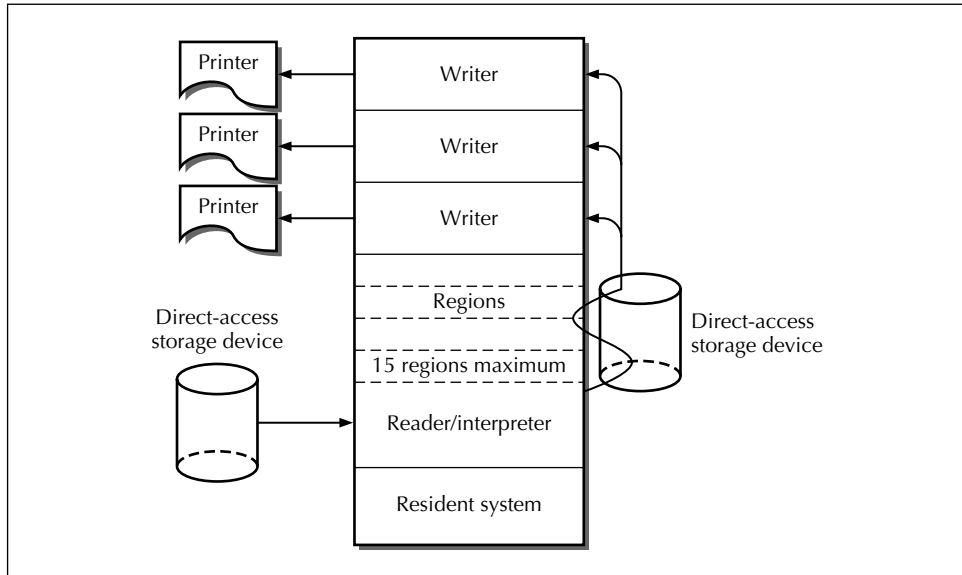 Printer
Writer
Printer
Writer
Printer
Writer
Regions
Direct-access
storage device
Direct-access
storage device
15 regions maximum
Reader/interpreter
Resident system